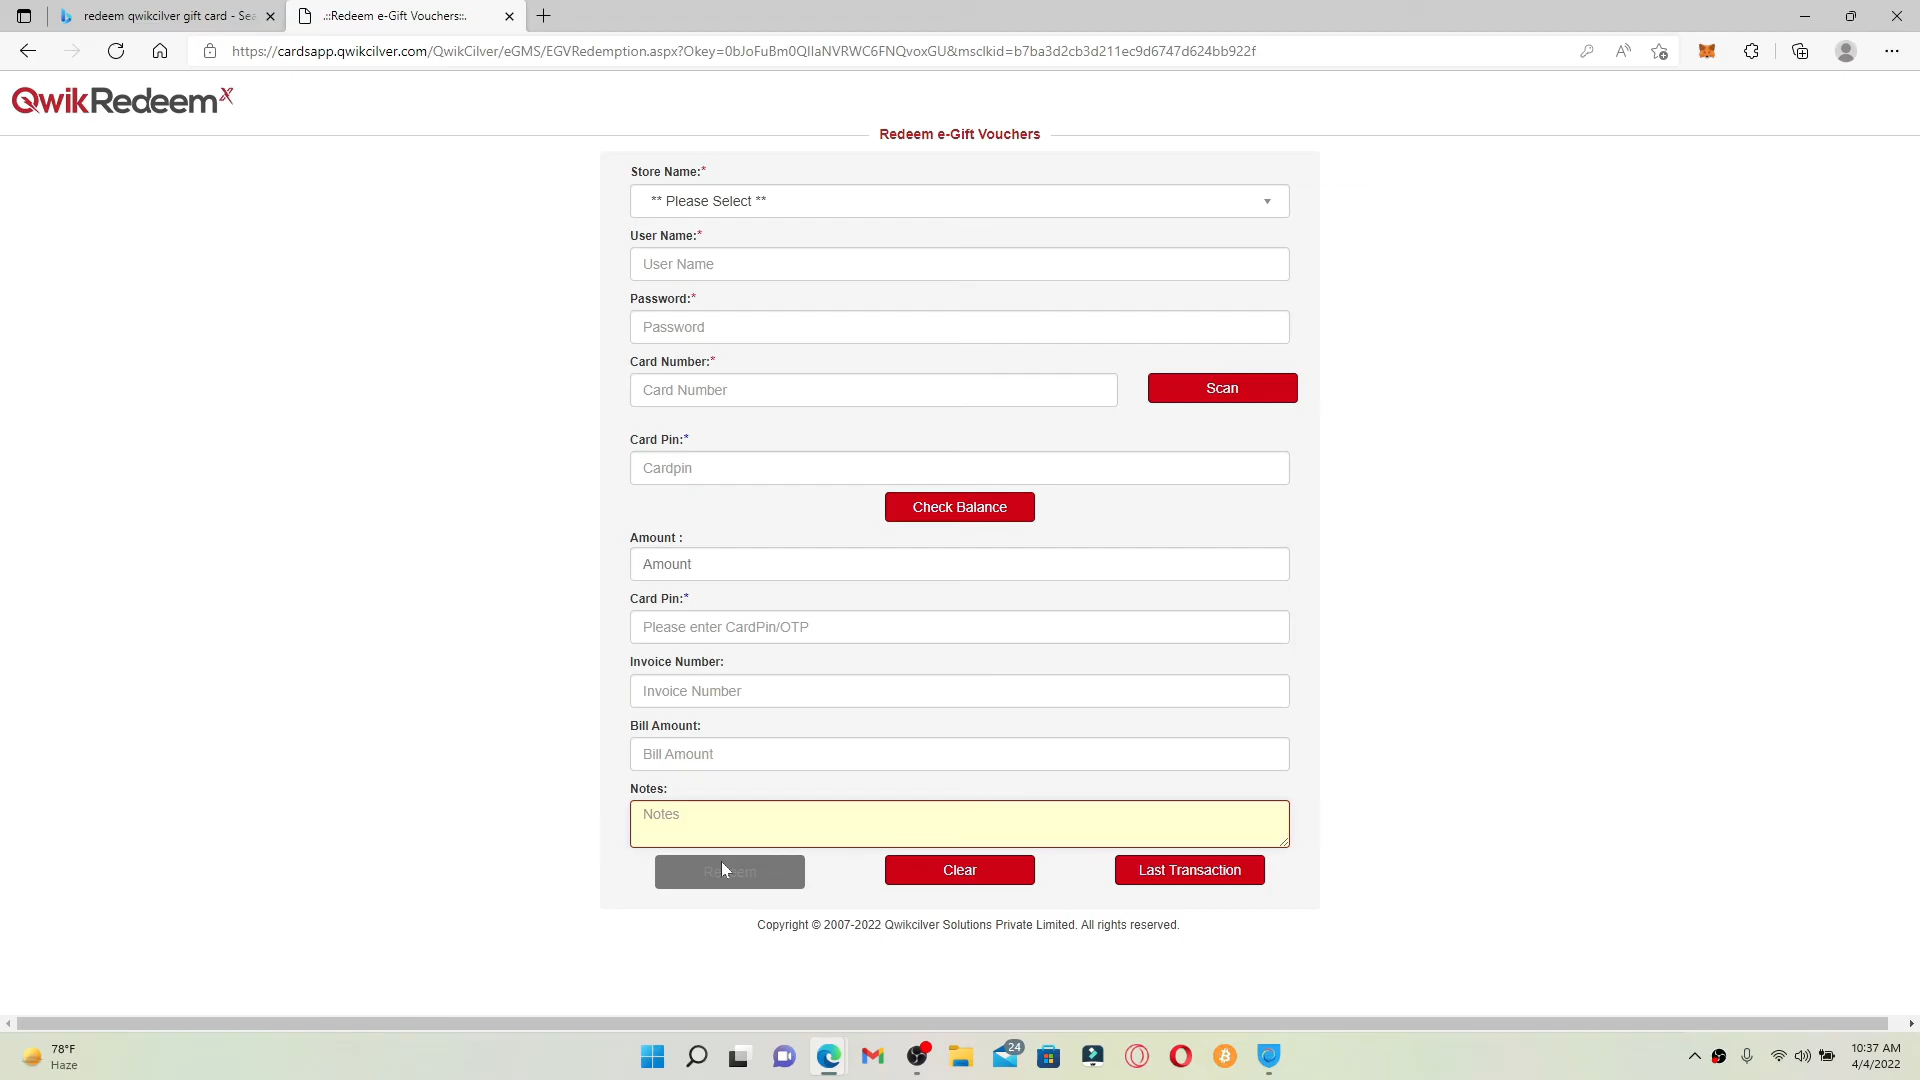 redeem qwikcilver gift card - Sea
.::Redeem e-Gift Vouchers::.
https://cardsapp.qwikcilver.com/QwikCilver/eGMS/EGVRedemption.aspx?Okey=0bJoFuBm0QIlaNVRWC6FNQvoxGU&msclkid=b7ba3d2cb3d211ec9d6747d624bb922f
QwikRedeemX
Redeem e-Gift Vouchers
Store Name:*
** Please Select **
User Name:*
User Name
Password:*
Password
Card Number:*
Card Number
Scan
Card Pin:*
Cardpin
Check Balance
Amount :
Amount
Card Pin:*
Please enter CardPin/OTP
Invoice Number:
Invoice Number
Bill Amount:
Bill Amount
Notes:
Notes
Redeem
Clear
Last Transaction
Copyright © 2007-2022 Qwikcilver Solutions Private Limited. All rights reserved.
78°F
Haze
24
10:37 AM
4/4/2022